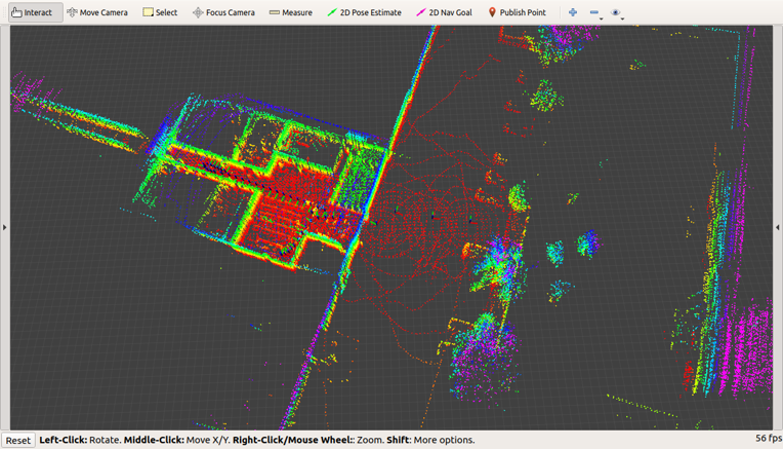 Interact Move Camera Select Focus Camera Measure 2D Pose Estimate 2D Nav Goal Publish Point
Reset Left-Click: Rotate. Middle-Click: Move X/Y. Right-Click/Mouse Wheel:: Zoom. Shift: More options. 56 fps